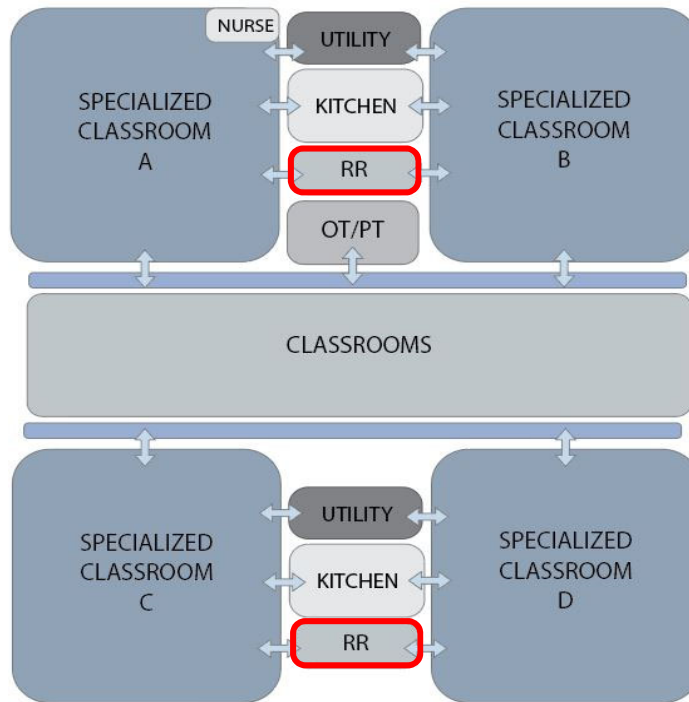 NURSE
UTILITY
SPECIALIZED
CLASSROOM
A
KITCHEN
SPECIALIZED
CLASSROOM
B
RR
OT/PT
CLASSROOMS
SPECIALIZED
CLASSROOM
C
UTILITY
KITCHEN
RR
SPECIALIZED
CLASSROOM
D